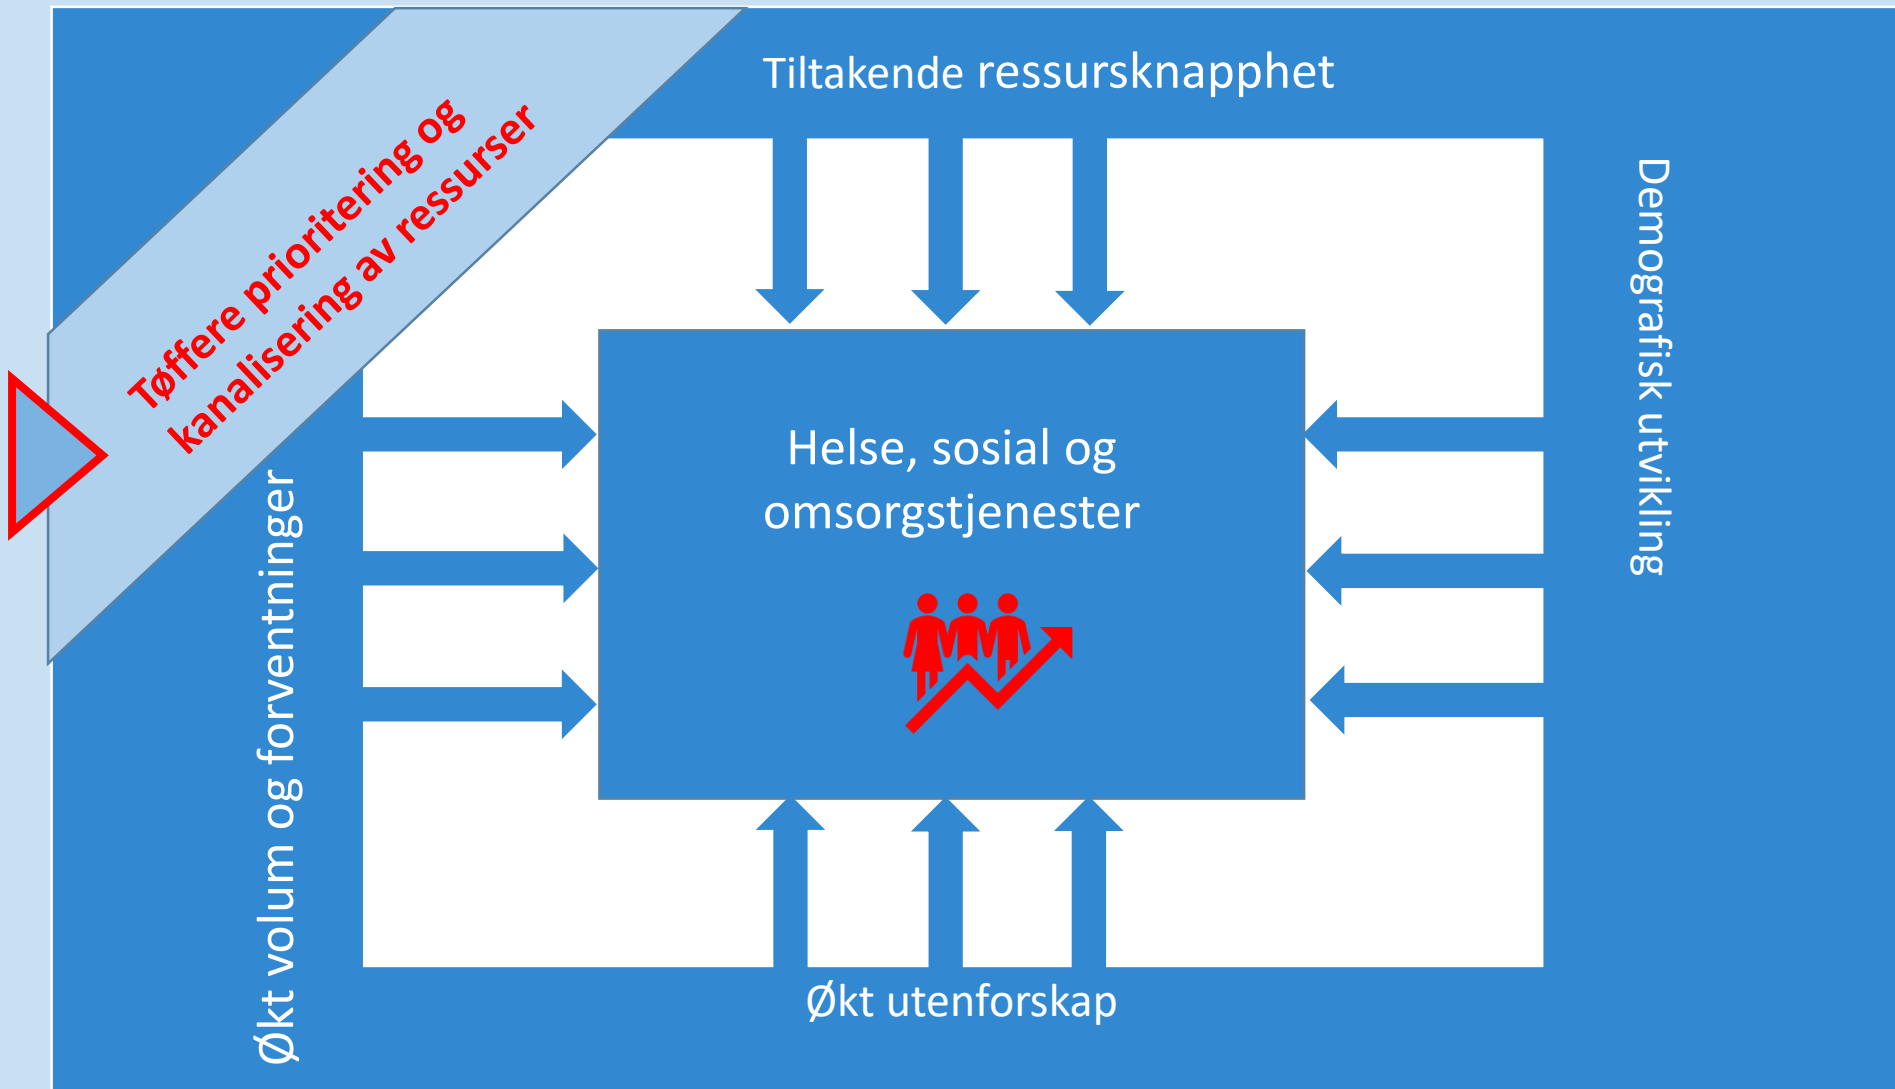 Tiltakende ressursknapphet
Tøffere prioritering og
kanalisering av ressurser
Demografisk utvikling
Helse, sosial og
omsorgstjenester
Økt volum og forventninger
Økt utenforskap